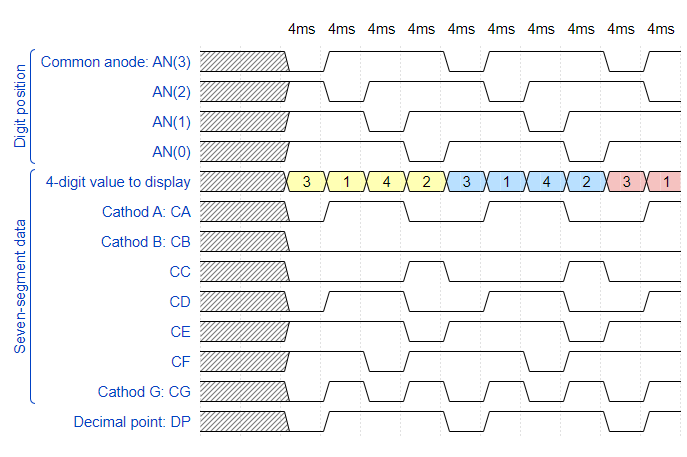 4ms 4ms 4ms 4ms 4ms 4ms 4ms 4ms 4ms 4ms
Digit position
Common anode: AN(3)
AN(2)
AN(1)
AN(0)
Seven-segment data
4-digit value to display 3 1 4 2 3 1 4 2 3 1
Cathod A: CA
Cathod B: CB
CC
CD
CE
CF
Cathod G: CG
Decimal point: DP